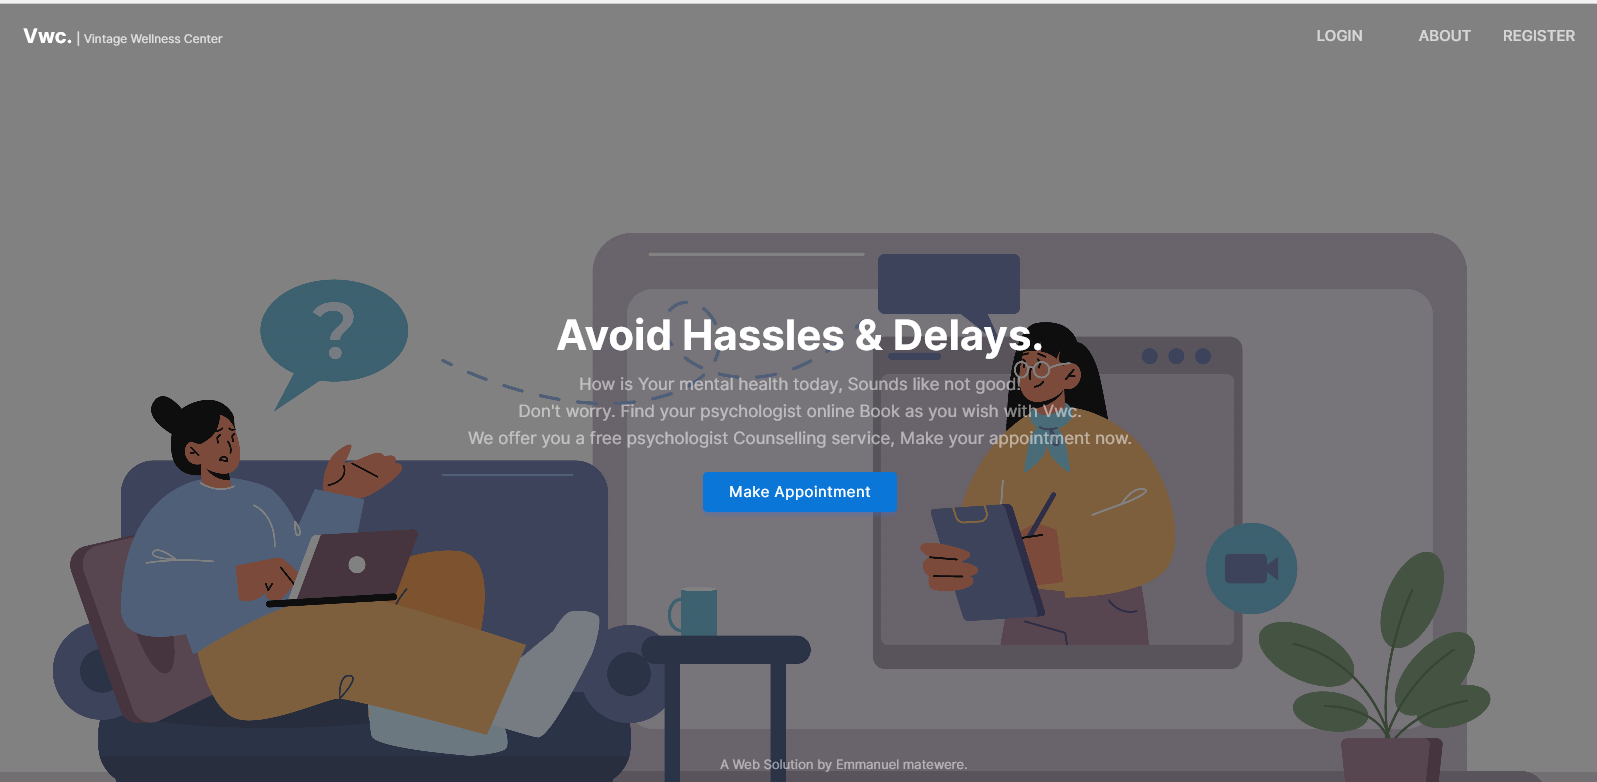 Vwc. | Vintage Wellness Center
LOGIN ABOUT REGISTER
?
Avoid Hassles & Delays.
How is Your mental health today, Sounds like not good!
Don't worry. Find your psychologist online Book as you wish with Vwc.
We offer you a free psychologist Counselling service, Make your appointment now.
Make Appointment
A Web Solution by Emmanuel matewere.